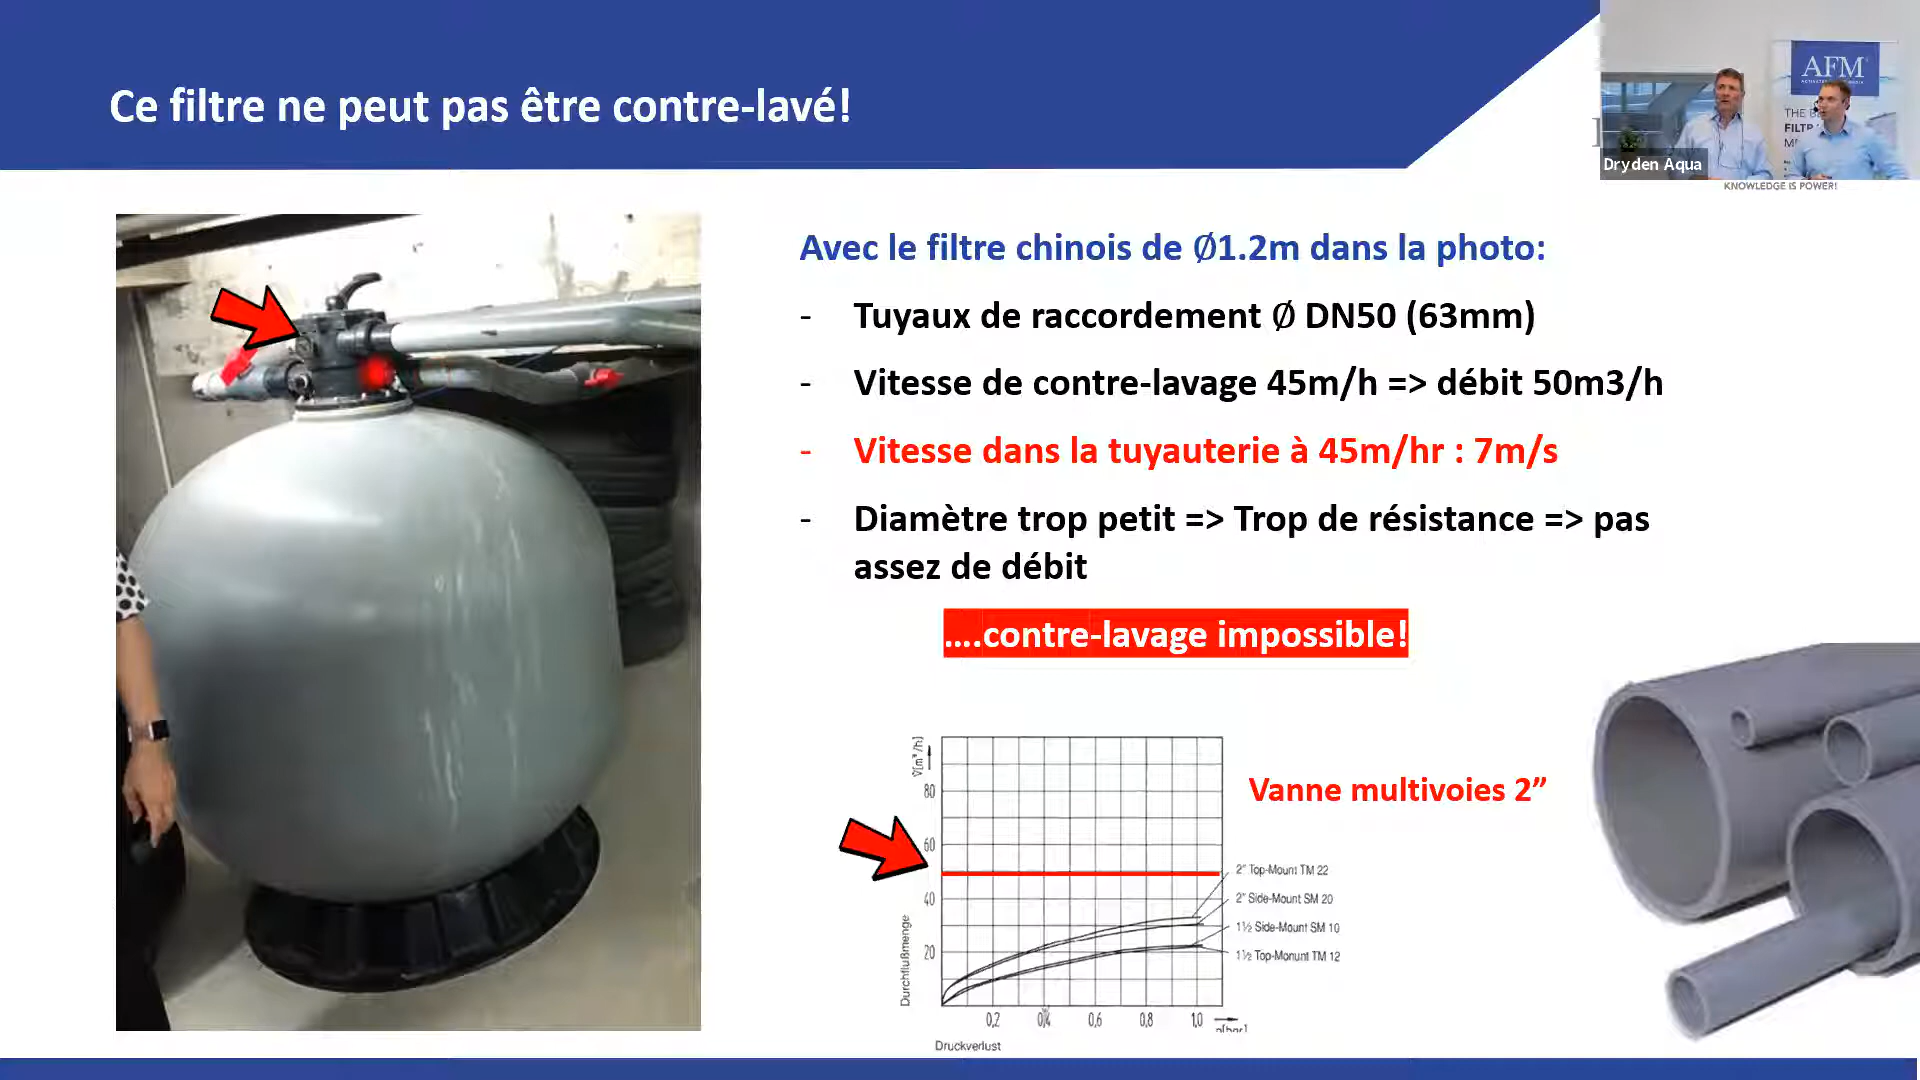 Ce filtre ne peut pas être contre-lavé!
AFM
THE B
FILTR
ME
Dryden Aqua
KNOWLEDGE IS POWER!
Avec le filtre chinois de Ø1.2m dans la photo:
- Tuyaux de raccordement Ø DN50 (63mm)
- Vitesse de contre-lavage 45m/h => débit 50m3/h
- Vitesse dans la tuyauterie à 45m/hr : 7m/s
- Diamètre trop petit => Trop de résistance => pas
assez de débit
....contre-lavage impossible!
Vanne multivoies 2”
V̇[m³/h]
80
60
40
20
Durchflußmenge
2" Top-Mount TM 22
2" Side-Mount SM 20
1½ Side-Mount SM 10
1½ Top-Monunt TM 12
0,2 0,4 0,6 0,8 1,0
p[bar]
Druckverlust